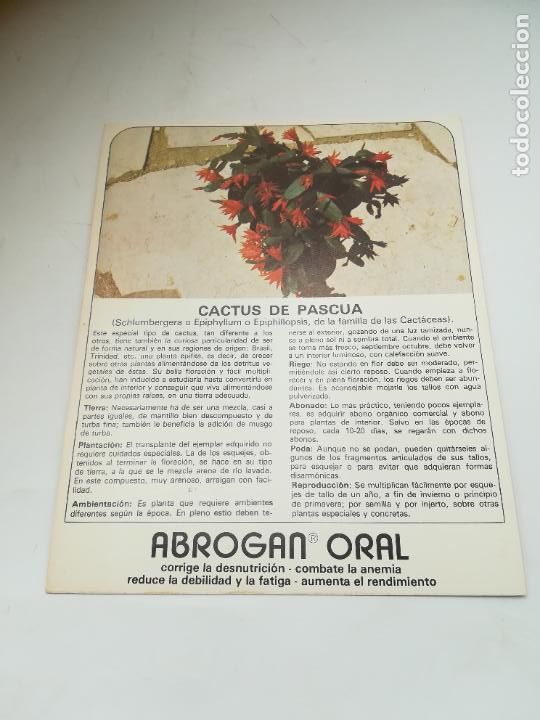 CACTUS DE PASCUA
(Schlumbergera o Epiphyllum o Epiphillopsis, de la familia de las Cactáceas).
Este especial tipo de cactus, tan diferente a los
otros, tiene también la curiosa particularidad de ser
de forma natural y en sus regiones de origen: Brasil,
Trinidad, etc., una planta epífita, es decir, de crecer
sobre otras plantas alimentándose de los detritus ve-
getales de éstas. Su bella floración y fácil multipli-
cación, han inducido a estudiarla hasta convertirla en
planta de interior y conseguir que viva alimentándose
con sus propias raíces, en una tierra adecuada.
Tierra: Necesariamente ha de ser una mezcla, casi a
partes iguales, de mantillo bien descompuesto y de
turba fina; también le beneficia la adición de musgo
de turba.
Plantación: El transplante del ejemplar adquirido no
requiere cuidados especiales. La de los esquejes, ob-
tenidos al terminar la floración, se hace en su tipo
de tierra, a la que se le mezcla arena de río lavada.
En este compuesto, muy arenoso, arraigan con faci-
lidad.
Ambientación: Es planta que requiere ambientes
diferentes según la época. En pleno estío deben te-
nerse al exterior, gozando de una luz tamizada, nun-
ca a pleno sol ni a sombra total. Cuando el ambiente
se torna más fresco, septiembre octubre, debe volver
a un interior luminoso, con calefacción suave.
Riego: No estando en flor debe ser moderado, per-
mitiéndole así cierto reposo. Cuando empieza a flo-
recer y en plena floración, los riegos deben ser abun-
dantes. Es aconsejable mojarle los tallos con agua
pulverizada.
Abonado: Lo más práctico, teniendo pocos ejempla-
res, es adquirir abono orgánico comercial y abono
para plantas de interior. Salvo en las épocas de
reposo, cada 10-20 días, se regarán con dichos
abonos.
Poda: Aunque no se podan, pueden quitárseles al-
gunos de los fragmentos articulados de sus tallos,
para esquejar o para evitar que adquieran formas
disarmónicas.
Reproducción: Se multiplican fácilmente por esque-
jes de tallo de un año, a fin de invierno o principio
de primavera; por semilla y por injerto, sobre otras
plantas especiales y concretas.
ABROGAN® ORAL
corrige la desnutrición · combate la anemia
reduce la debilidad y la fatiga · aumenta el rendimiento
todocoleccion